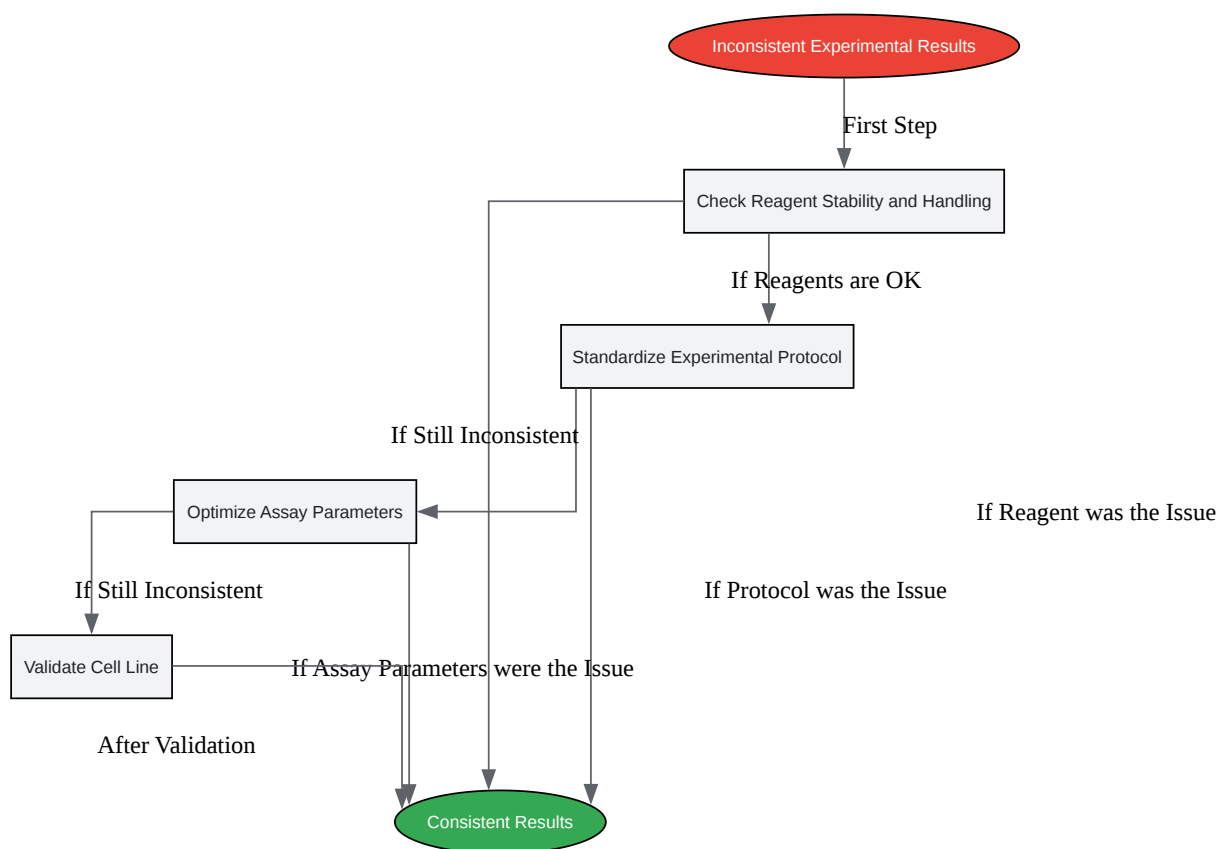 Inconsistent Experimental Results
First Step
Check Reagent Stability and Handling
If Reagents are OK
Standardize Experimental Protocol
If Still Inconsistent
Optimize Assay Parameters
If Reagent was the Issue
If Still Inconsistent
If Protocol was the Issue
Validate Cell Line
If Assay Parameters were the Issue
After Validation
Consistent Results